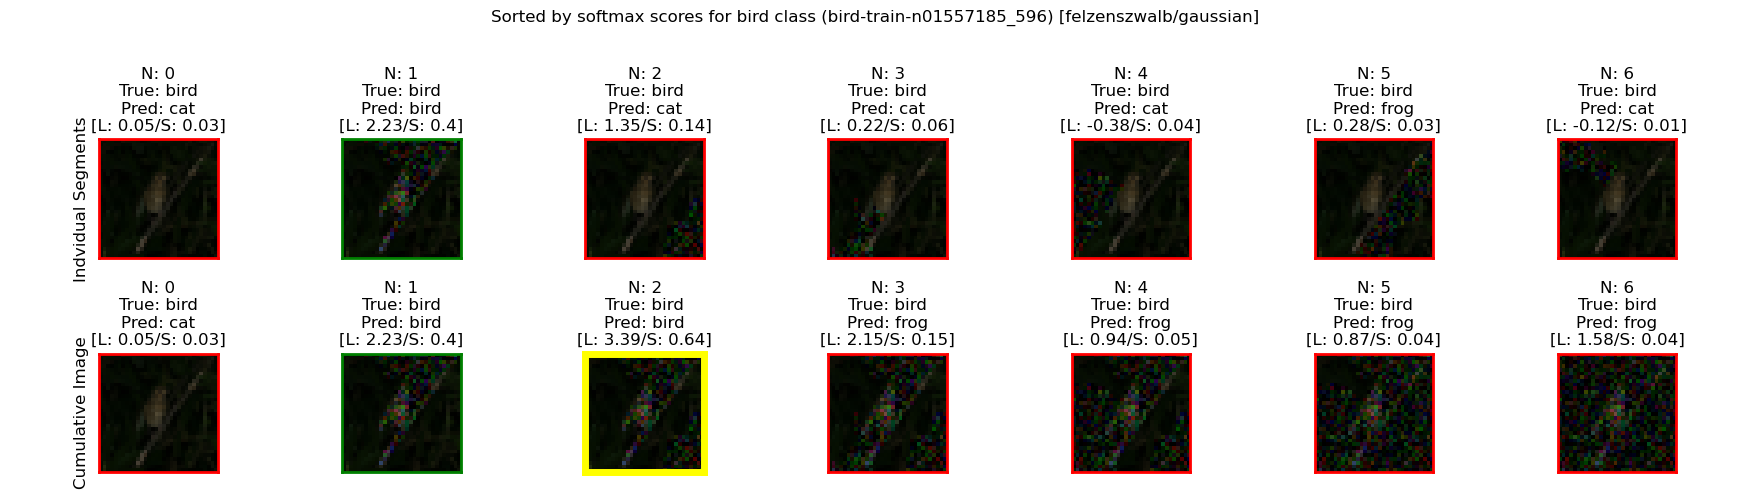 Sorted by softmax scores for bird class (bird-train-n01557185_596) [felzenszwalb/gaussian]
Indvidual Segments
N: 0
True: bird
Pred: cat
[L: 0.05/S: 0.03]
N: 1
True: bird
Pred: bird
[L: 2.23/S: 0.4]
N: 2
True: bird
Pred: cat
[L: 1.35/S: 0.14]
N: 3
True: bird
Pred: cat
[L: 0.22/S: 0.06]
N: 4
True: bird
Pred: cat
[L: -0.38/S: 0.04]
N: 5
True: bird
Pred: frog
[L: 0.28/S: 0.03]
N: 6
True: bird
Pred: cat
[L: -0.12/S: 0.01]
Cumulative Image
N: 0
True: bird
Pred: cat
[L: 0.05/S: 0.03]
N: 1
True: bird
Pred: bird
[L: 2.23/S: 0.4]
N: 2
True: bird
Pred: bird
[L: 3.39/S: 0.64]
N: 3
True: bird
Pred: frog
[L: 2.15/S: 0.15]
N: 4
True: bird
Pred: frog
[L: 0.94/S: 0.05]
N: 5
True: bird
Pred: frog
[L: 0.87/S: 0.04]
N: 6
True: bird
Pred: frog
[L: 1.58/S: 0.04]